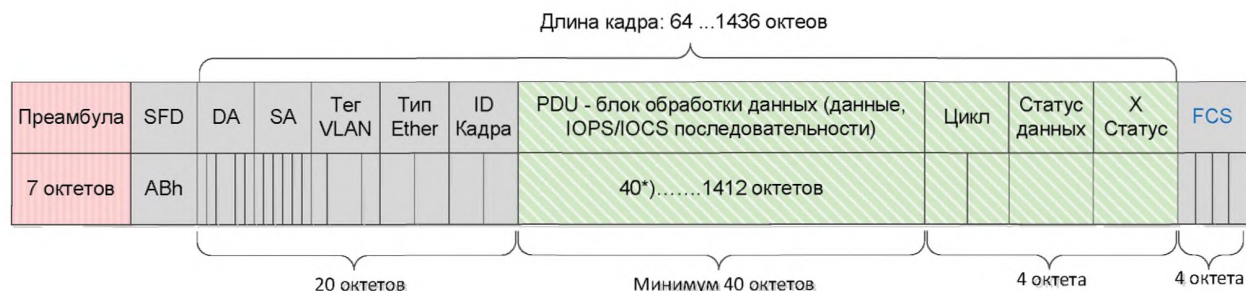 Длина кадра: 64 ...1436 октеов
Преамбула
SFD
DA
SA
Тег
VLAN
Тип
Ether
ID
Кадра
PDU - блок обработки данных (данные,
IOPS/IOCS последовательности)
Цикл
Статус
данных
X
Статус
FCS
7 октетов
ABh
40*)…....1412 октетов
20 октетов
Минимум 40 октетов
4 октета
4 октета